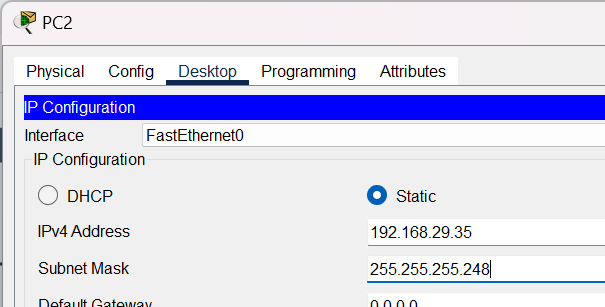 PC2
Physical Config Desktop Programming Attributes
IP Configuration
Interface FastEthernet0
IP Configuration
DHCP Static
IPv4 Address 192.168.29.35
Subnet Mask 255.255.255.248
Default Gateway 0.0.0.0